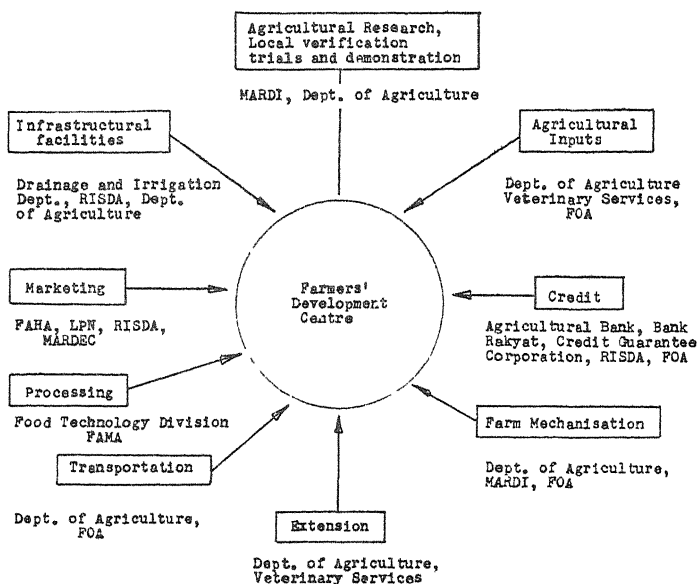 Agricultural Research,
Local verification
trials and demonstration
MARDI, Dept. of Agriculture
Infrastructural
facilities
Drainage and Irrigation
Dept., RISDA, Dept.
of Agriculture
Agricultural
Inputs
Dept. of Agriculture
Veterinary Services,
FOA
Marketing
FAHA, LPN, RISDA,
MARDEC
Farmers'
Development
Centre
Credit
Agricultural Bank, Bank
Rakyat, Credit Guarantee
Corporation, RISDA, FOA
Processing
Food Technology Division
FAMA
Farm Mechanisation
Dept. of Agriculture,
MARDI, FOA
Transportation
Dept. of Agriculture,
FOA
Extension
Dept. of Agriculture,
Veterinary Services